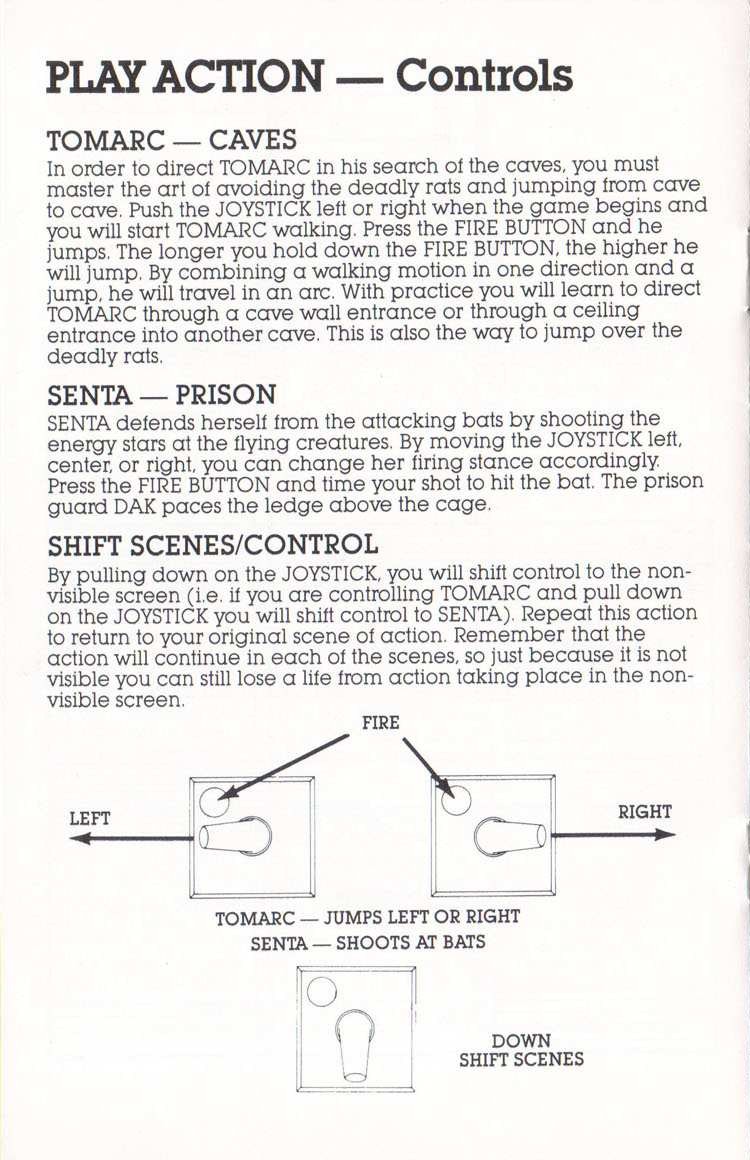 PLAY ACTION — Controls
TOMARC — CAVES
In order to direct TOMARC in his search of the caves, you must
master the art of avoiding the deadly rats and jumping from cave
to cave. Push the JOYSTICK left or right when the game begins and
you will start TOMARC walking. Press the FIRE BUTTON and he
jumps. The longer you hold down the FIRE BUTTON, the higher he
will jump. By combining a walking motion in one direction and a
jump, he will travel in an arc. With practice you will learn to direct
TOMARC through a cave wall entrance or through a ceiling
entrance into another cave. This is also the way to jump over the
deadly rats.
SENTA — PRISON
SENTA defends herself from the attacking bats by shooting the
energy stars at the flying creatures. By moving the JOYSTICK left,
center, or right, you can change her firing stance accordingly.
Press the FIRE BUTTON and time your shot to hit the bat. The prison
guard DAK paces the ledge above the cage.
SHIFT SCENES/CONTROL
By pulling down on the JOYSTICK, you will shift control to the non-
visible screen (i.e. if you are controlling TOMARC and pull down
on the JOYSTICK you will shift control to SENTA). Repeat this action
to return to your original scene of action. Remember that the
action will continue in each of the scenes, so just because it is not
visible you can still lose a life from action taking place in the non-
visible screen.
FIRE
LEFT
RIGHT
TOMARC — JUMPS LEFT OR RIGHT
SENTA — SHOOTS AT BATS
DOWN
SHIFT SCENES